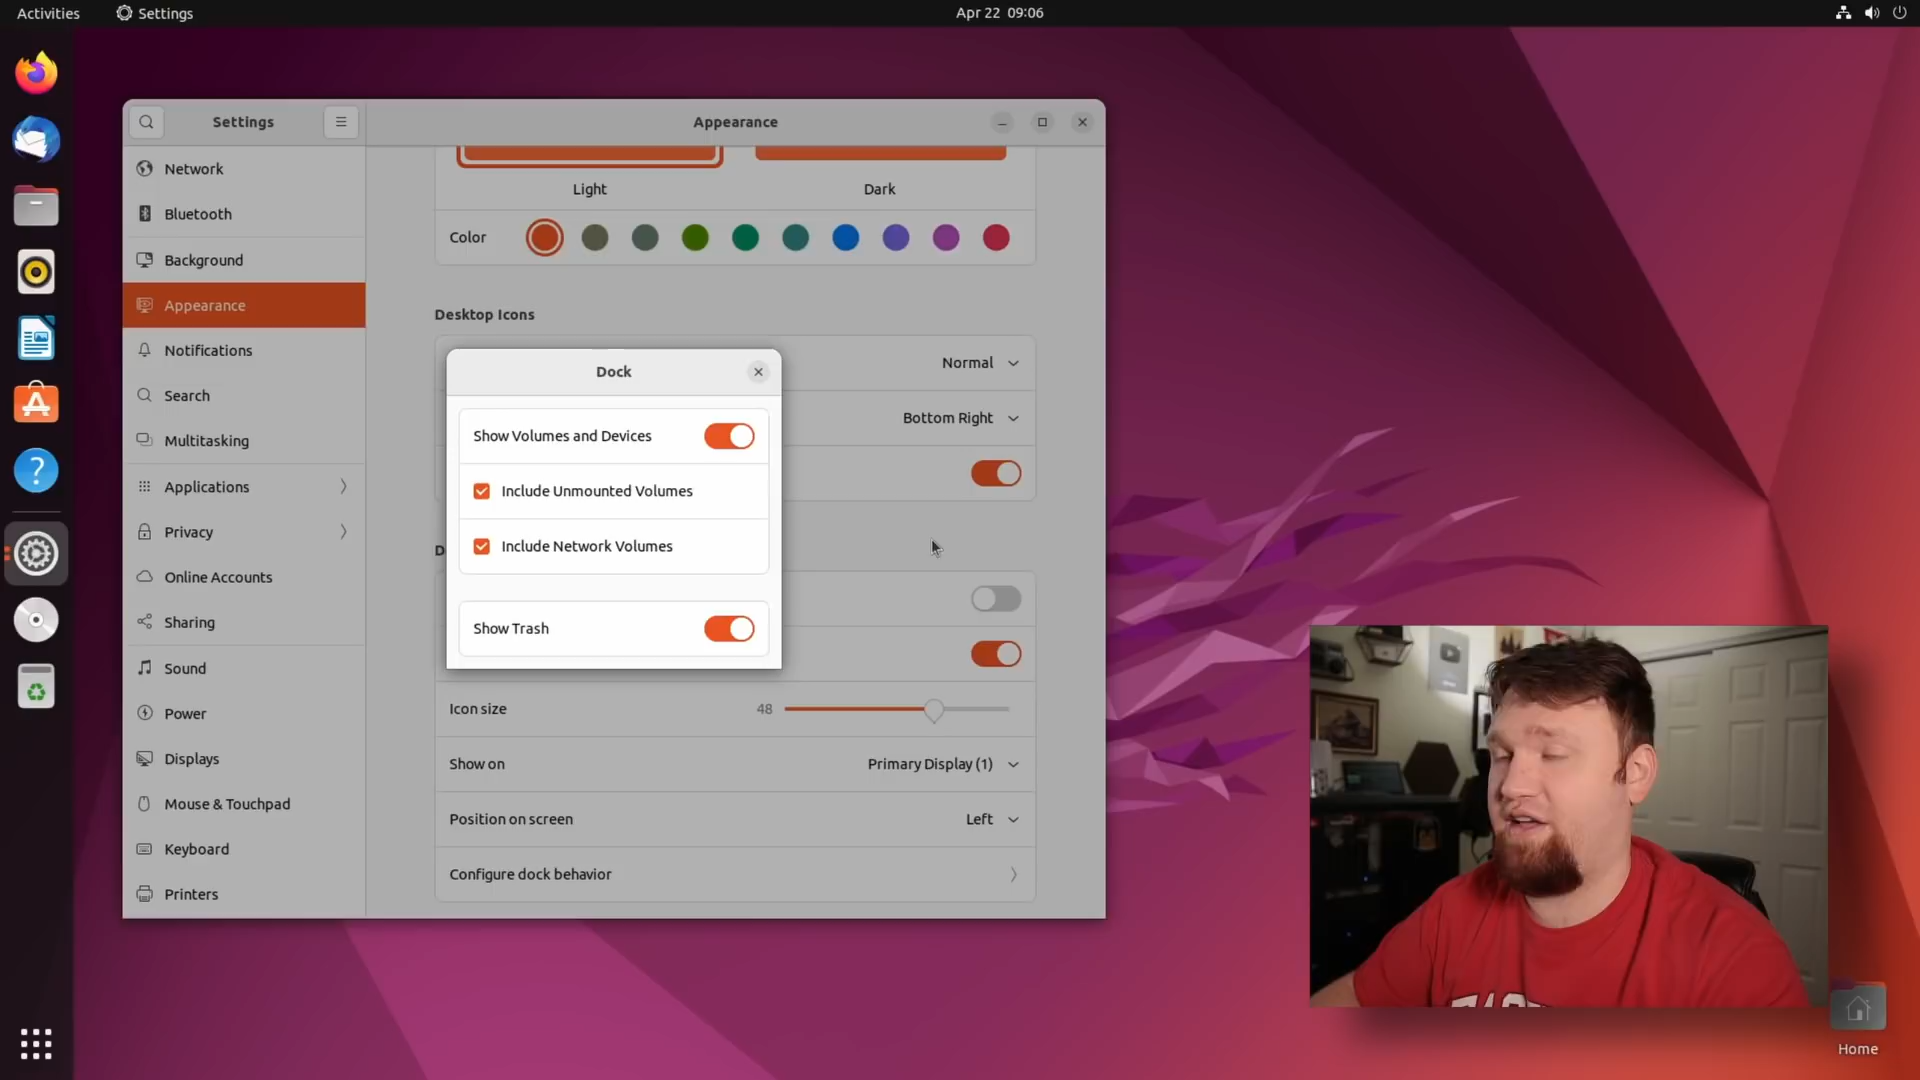 Activities
Settings
Apr 22 09:06
Settings
Appearance
Network
Bluetooth
Background
Appearance
Notifications
Search
Multitasking
Applications
Privacy
Online Accounts
Sharing
Sound
Power
Displays
Mouse & Touchpad
Keyboard
Printers
Light
Dark
Color
Desktop Icons
Normal
Bottom Right
D
Dock
Show Volumes and Devices
Include Unmounted Volumes
Include Network Volumes
Show Trash
Icon size
48
Show on
Primary Display (1)
Position on screen
Left
Configure dock behavior
Home